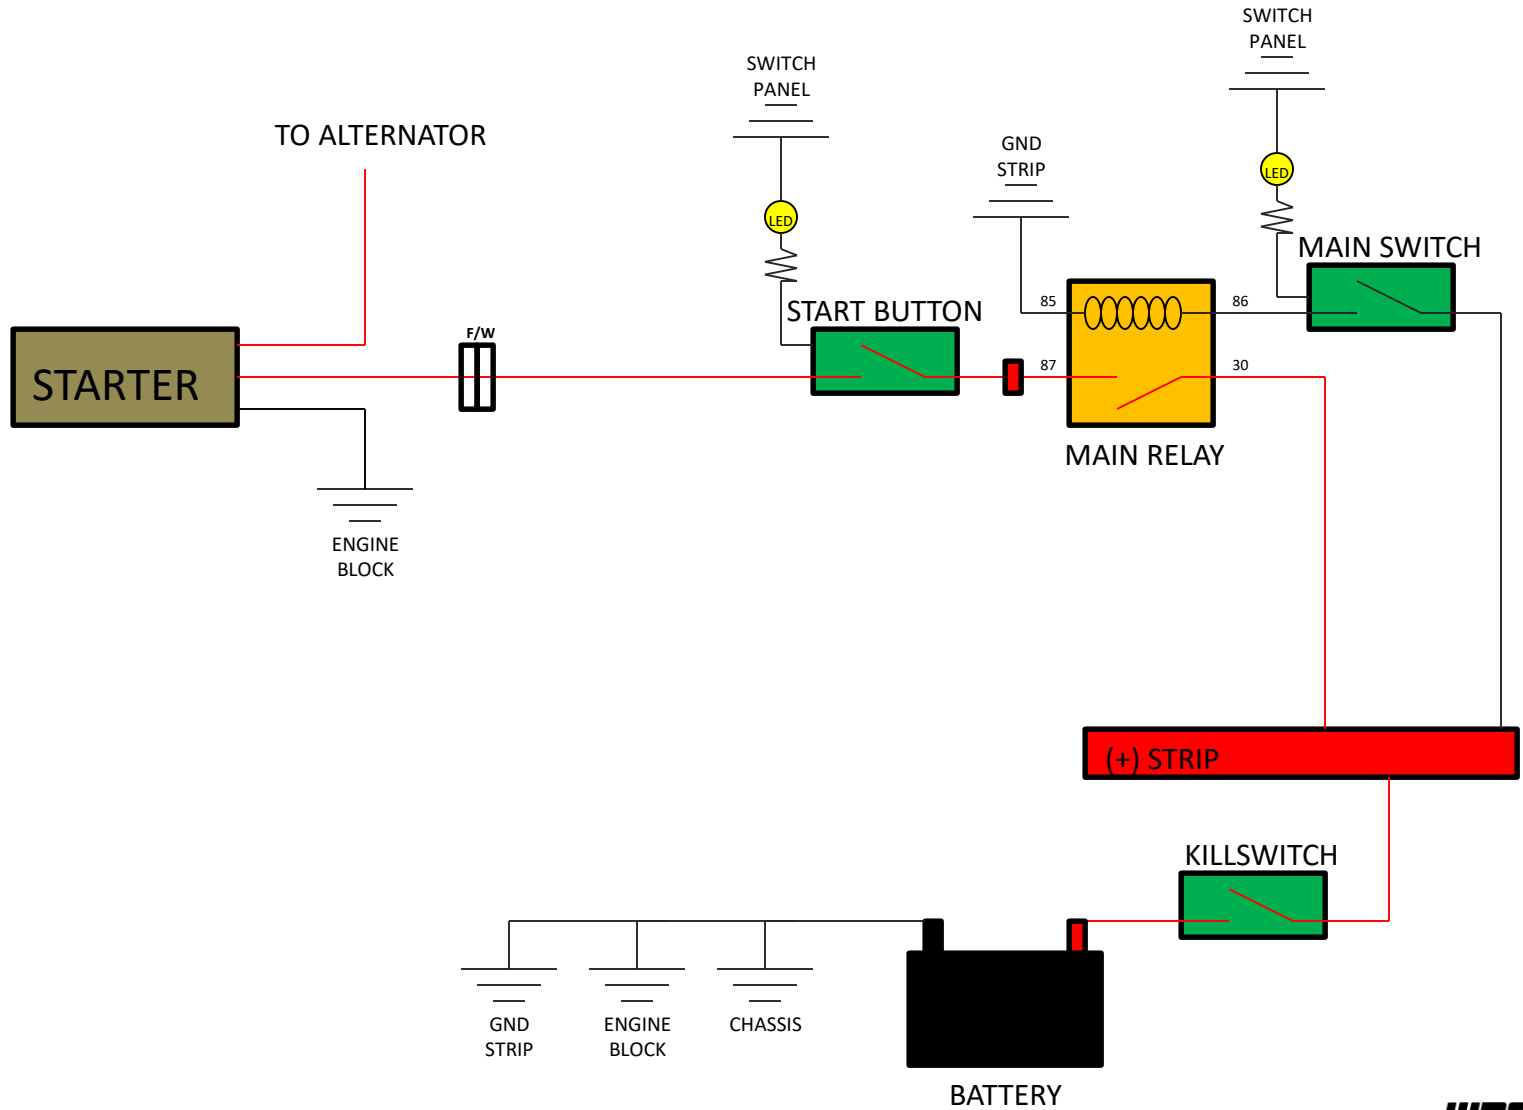 SWITCH
PANEL
SWITCH
PANEL
TO ALTERNATOR
GND
STRIP
LED
LED
MAIN SWITCH
START BUTTON
85
86
F/W
STARTER
87
30
MAIN RELAY
ENGINE
BLOCK
(+) STRIP
KILLSWITCH
GND
STRIP
ENGINE
BLOCK
CHASSIS
BATTERY